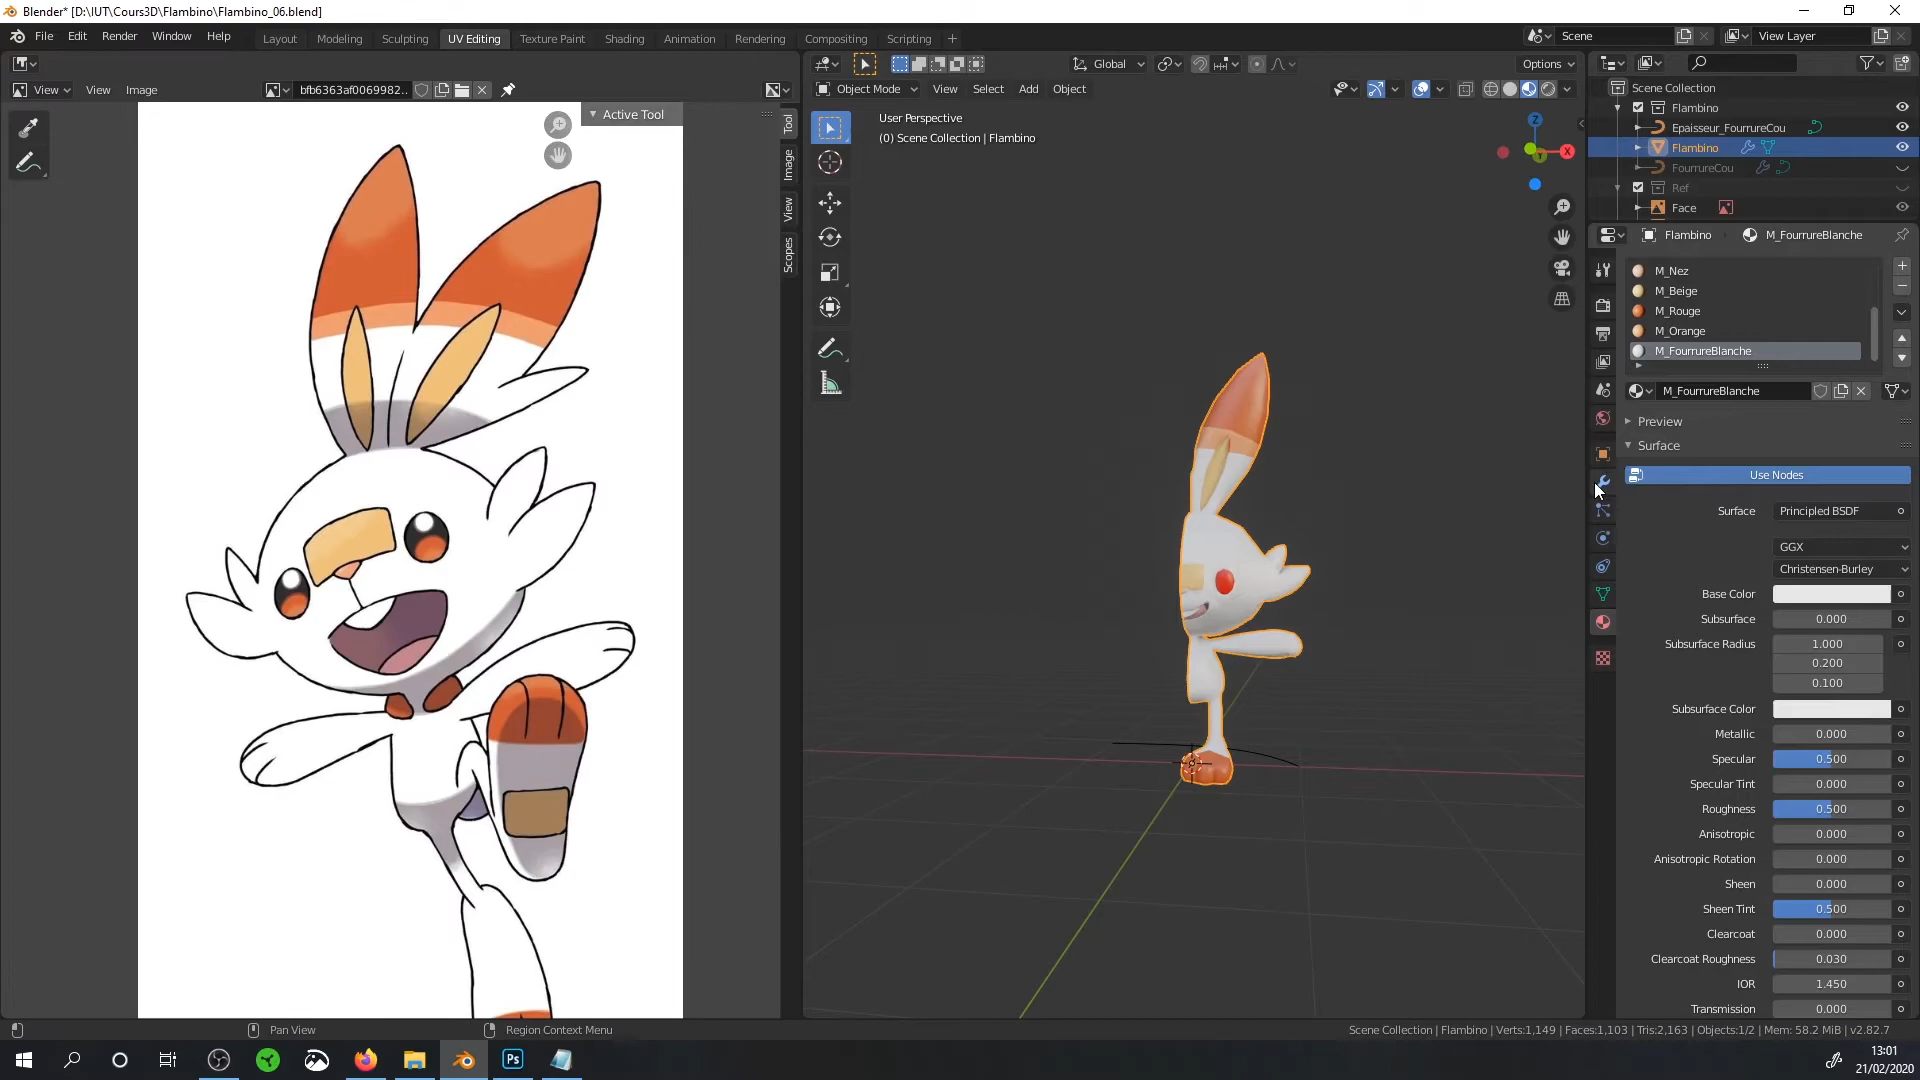 Blender* [D:\IUT\Cours3D\Flambino\Flambino_06.blend]
File Edit Render Window Help
Layout Modeling Sculpting UV Editing Texture Paint Shading Animation Rendering Compositing Scripting
Scene View Layer
Global Options
View View Image bfb6363af0069982..
Object Mode View Select Add Object
Active Tool
Tool
Image
View
Scopes
User Perspective
(0) Scene Collection | Flambino
Z
X
Y
Scene Collection
Flambino
Epaisseur_FourrureCou
Flambino
FourrureCou
Ref
Face
Flambino M_FourrureBlanche
M_Nez
M_Beige
M_Rouge
M_Orange
M_FourrureBlanche
M_FourrureBlanche
Preview
Surface
Use Nodes
Surface Principled BSDF
GGX
Christensen-Burley
Base Color
Subsurface 0.000
Subsurface Radius 1.000
0.200
0.100
Subsurface Color
Metallic 0.000
Specular 0.500
Specular Tint 0.000
Roughness 0.500
Anisotropic 0.000
Anisotropic Rotation 0.000
Sheen 0.000
Sheen Tint 0.500
Clearcoat 0.000
Clearcoat Roughness 0.030
IOR 1.450
Transmission 0.000
Pan View Region Context Menu
Scene Collection | Flambino | Verts:1,149 | Faces:1,103 | Tris:2,163 | Objects:1/2 | Mem: 58.2 MiB | v2.82.7
Ps
13:01
21/02/2020